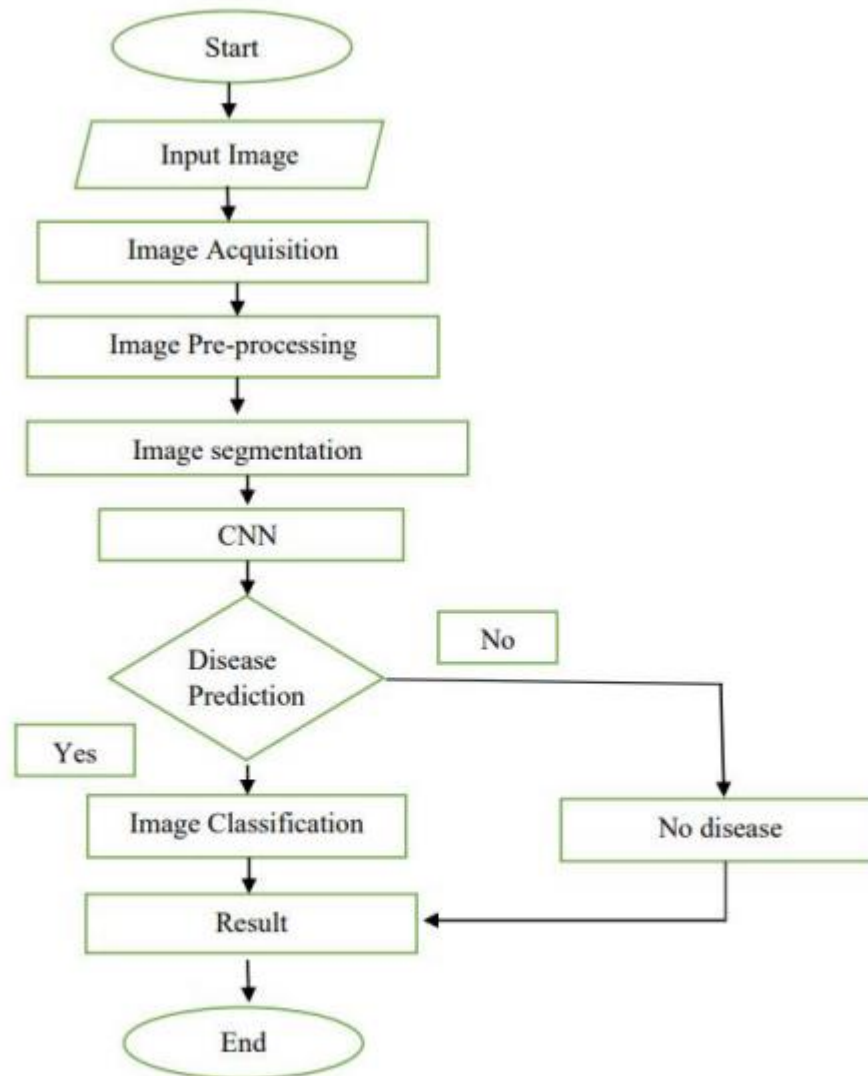 Start
Input Image
Image Acquisition
Image Pre-processing
Image segmentation
CNN
Disease
Prediction
No
Yes
Image Classification
No disease
Result
End